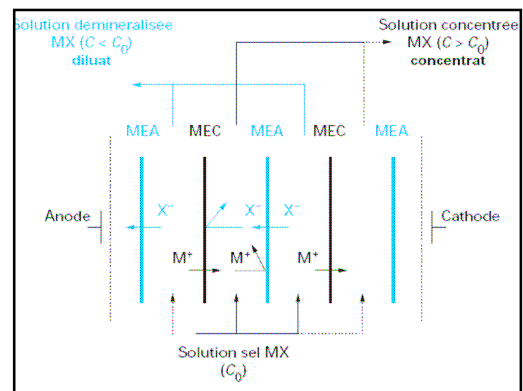 Solution démineralisée
MX (C < C₀)
diluat
Solution concentrée
MX (C > C₀)
concentrat
MEA MEC MEA MEC MEA
Anode
X⁻ X⁻ X⁻
Cathode
M⁺ M⁺ M⁺
Solution sel MX
(C₀)